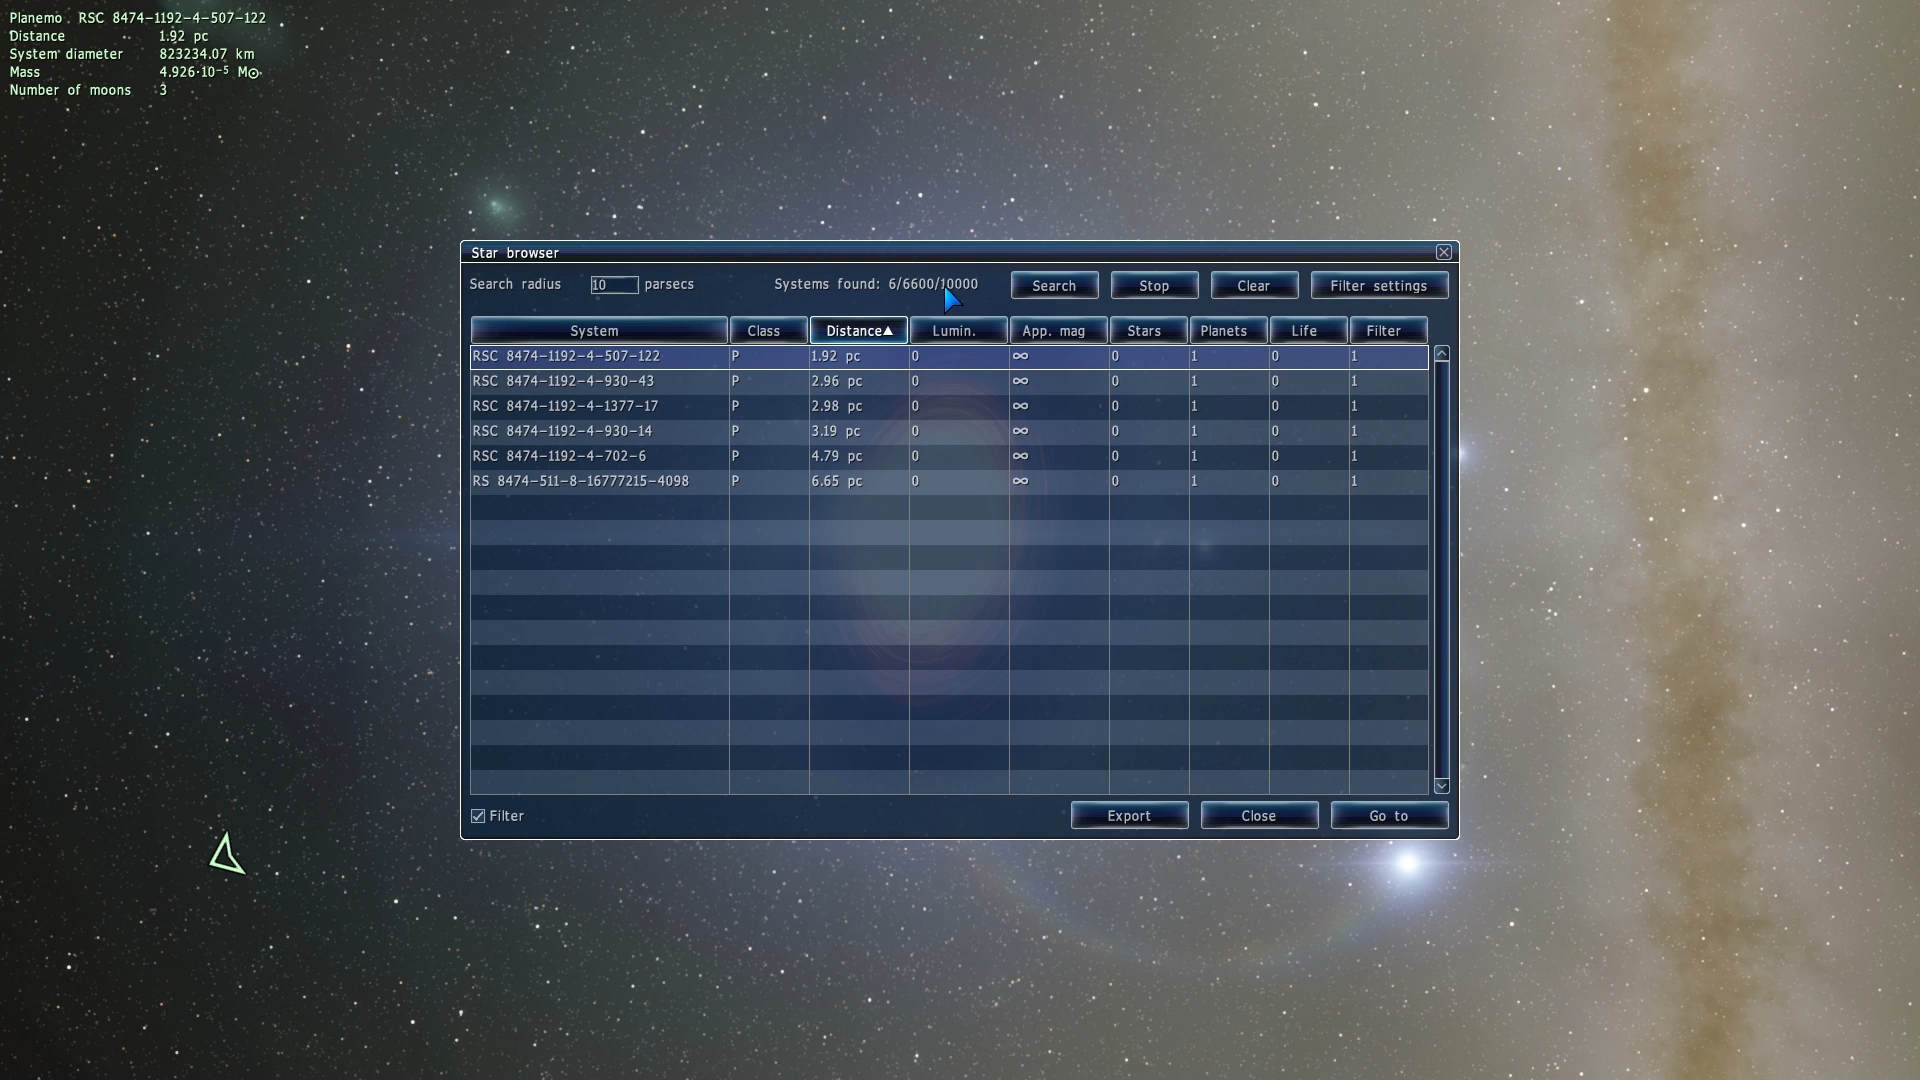 Planemo RSC 8474-1192-4-507-122
Distance 1.92 pc
System diameter 823234.07 km
Mass 4.926·10⁻⁵ M☉
Number of moons 3
Star browser
Search radius 10 parsecs Systems found: 6/6600/10000 Search Stop Clear Filter settings
System Class Distance▲ Lumin. App. mag Stars Planets Life Filter
RSC 8474-1192-4-507-122 P 1.92 pc 0 ∞ 0 1 0 1
RSC 8474-1192-4-930-43 P 2.96 pc 0 ∞ 0 1 0 1
RSC 8474-1192-4-1377-17 P 2.98 pc 0 ∞ 0 1 0 1
RSC 8474-1192-4-930-14 P 3.19 pc 0 ∞ 0 1 0 1
RSC 8474-1192-4-702-6 P 4.79 pc 0 ∞ 0 1 0 1
RS 8474-511-8-16777215-4098 P 6.65 pc 0 ∞ 0 1 0 1
Filter Export Close Go to